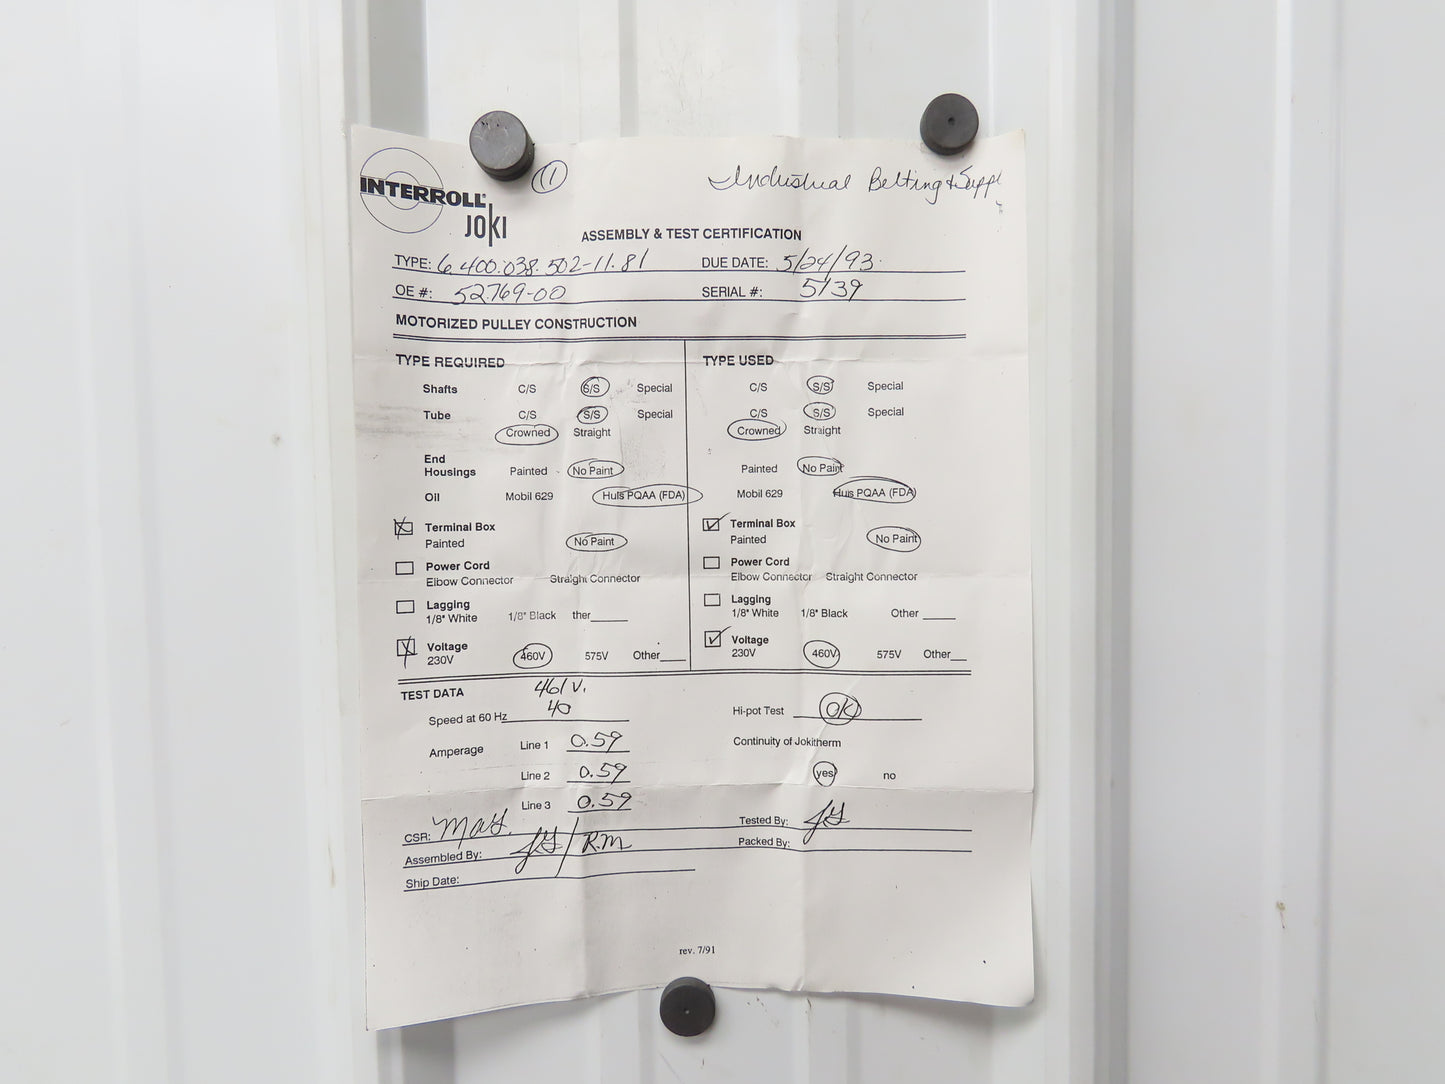 INTERROLL®
JOKI
11
Industrial Belting & Suppl
ASSEMBLY & TEST CERTIFICATION
TYPE: 6.400.038.502-11.81 DUE DATE: 5/24/93
OE #: 52769-00 SERIAL #: 5139
MOTORIZED PULLEY CONSTRUCTION
TYPE REQUIRED TYPE USED
Shafts C/S S/S Special C/S S/S Special
Tube C/S S/S Special C/S S/S Special
Crowned Straight Crowned Straight
End
Housings Painted No Paint Painted No Paint
Oil Mobil 629 Huls PQAA (FDA) Mobil 629 Huls PQAA (FDA)
Terminal Box Terminal Box
Painted No Paint Painted No Paint
Power Cord Power Cord
Elbow Connector Straight Connector Elbow Connector Straight Connector
Lagging Lagging
1/8" White 1/8" Black ther 1/8" White 1/8" Black Other
Voltage Voltage
230V 460V 575V Other 230V 460V 575V Other
TEST DATA 461 V.
Speed at 60 Hz 40 Hi-pot Test OK
Amperage Line 1 0.59 Continuity of Jokitherm
Line 2 0.59 yes no
Line 3 0.59
CSR: Tested By: JG
Assembled By: JG / R.M Packed By:
Ship Date:
rev. 7/91